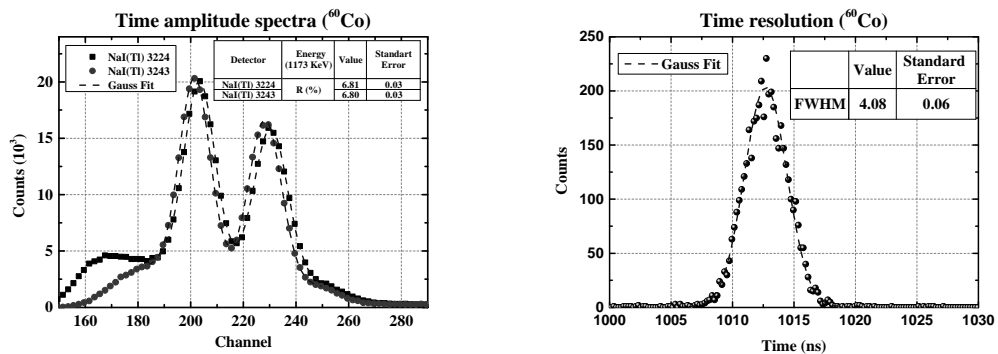 Time amplitude spectra (⁶⁰Co)
NaI(Tl) 3224
NaI(Tl) 3243
Gauss Fit
Detector Energy (1173 KeV) Value Standart Error
NaI(Tl) 3224 R (%) 6.81 0.03
NaI(Tl) 3243 6.80 0.03
Counts (10³)
20
15
10
5
0
160 180 200 220 240 260 280
Channel
Time resolution (⁶⁰Co)
Gauss Fit
Value Standard Error
FWHM 4.08 0.06
Counts
250
200
150
100
50
0
1000 1005 1010 1015 1020 1025 1030
Time (ns)